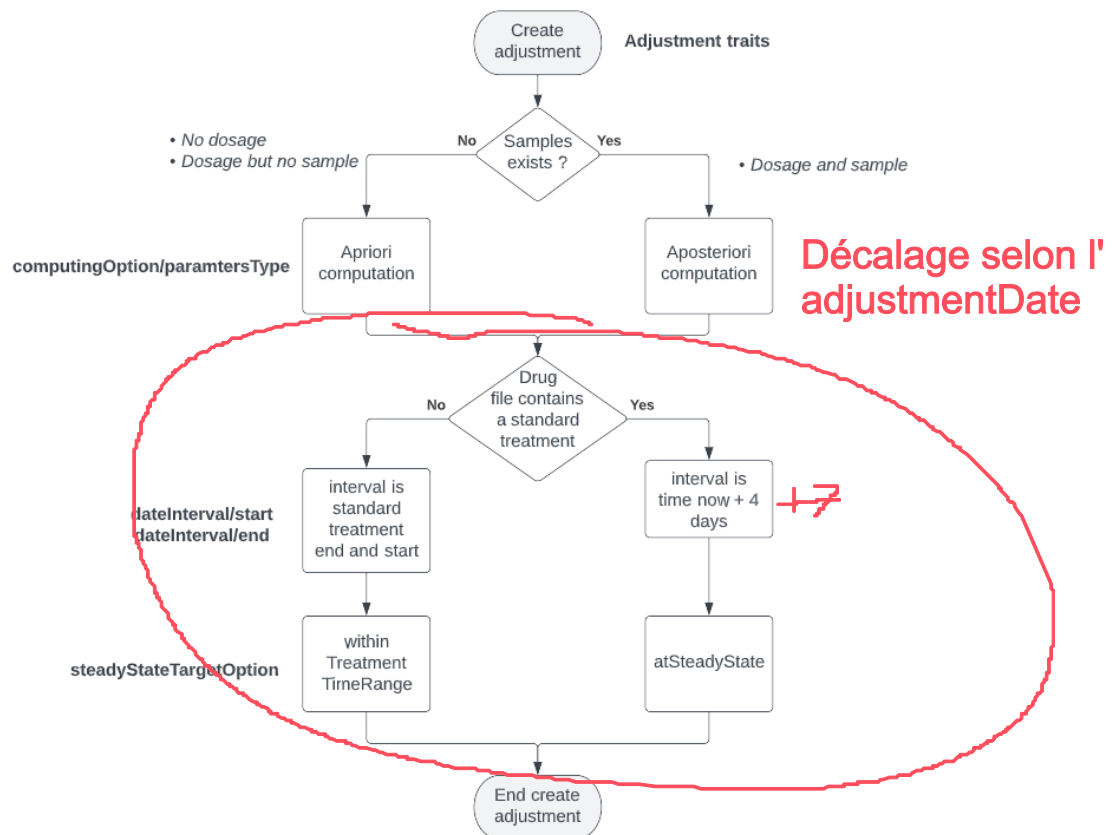 Create
adjustment
Adjustment traits
• No dosage
• Dosage but no sample
No
Samples
exists ?
Yes
• Dosage and sample
computingOption/paramtersType
Apriori
computation
Aposteriori
computation
Décalage selon l'
adjustmentDate
No
Drug
file contains
a standard
treatment
Yes
dateInterval/start
dateInterval/end
interval is
standard
treatment
end and start
interval is
time now + 4
days
+7
steadyStateTargetOption
within
Treatment
TimeRange
atSteadyState
End create
adjustment